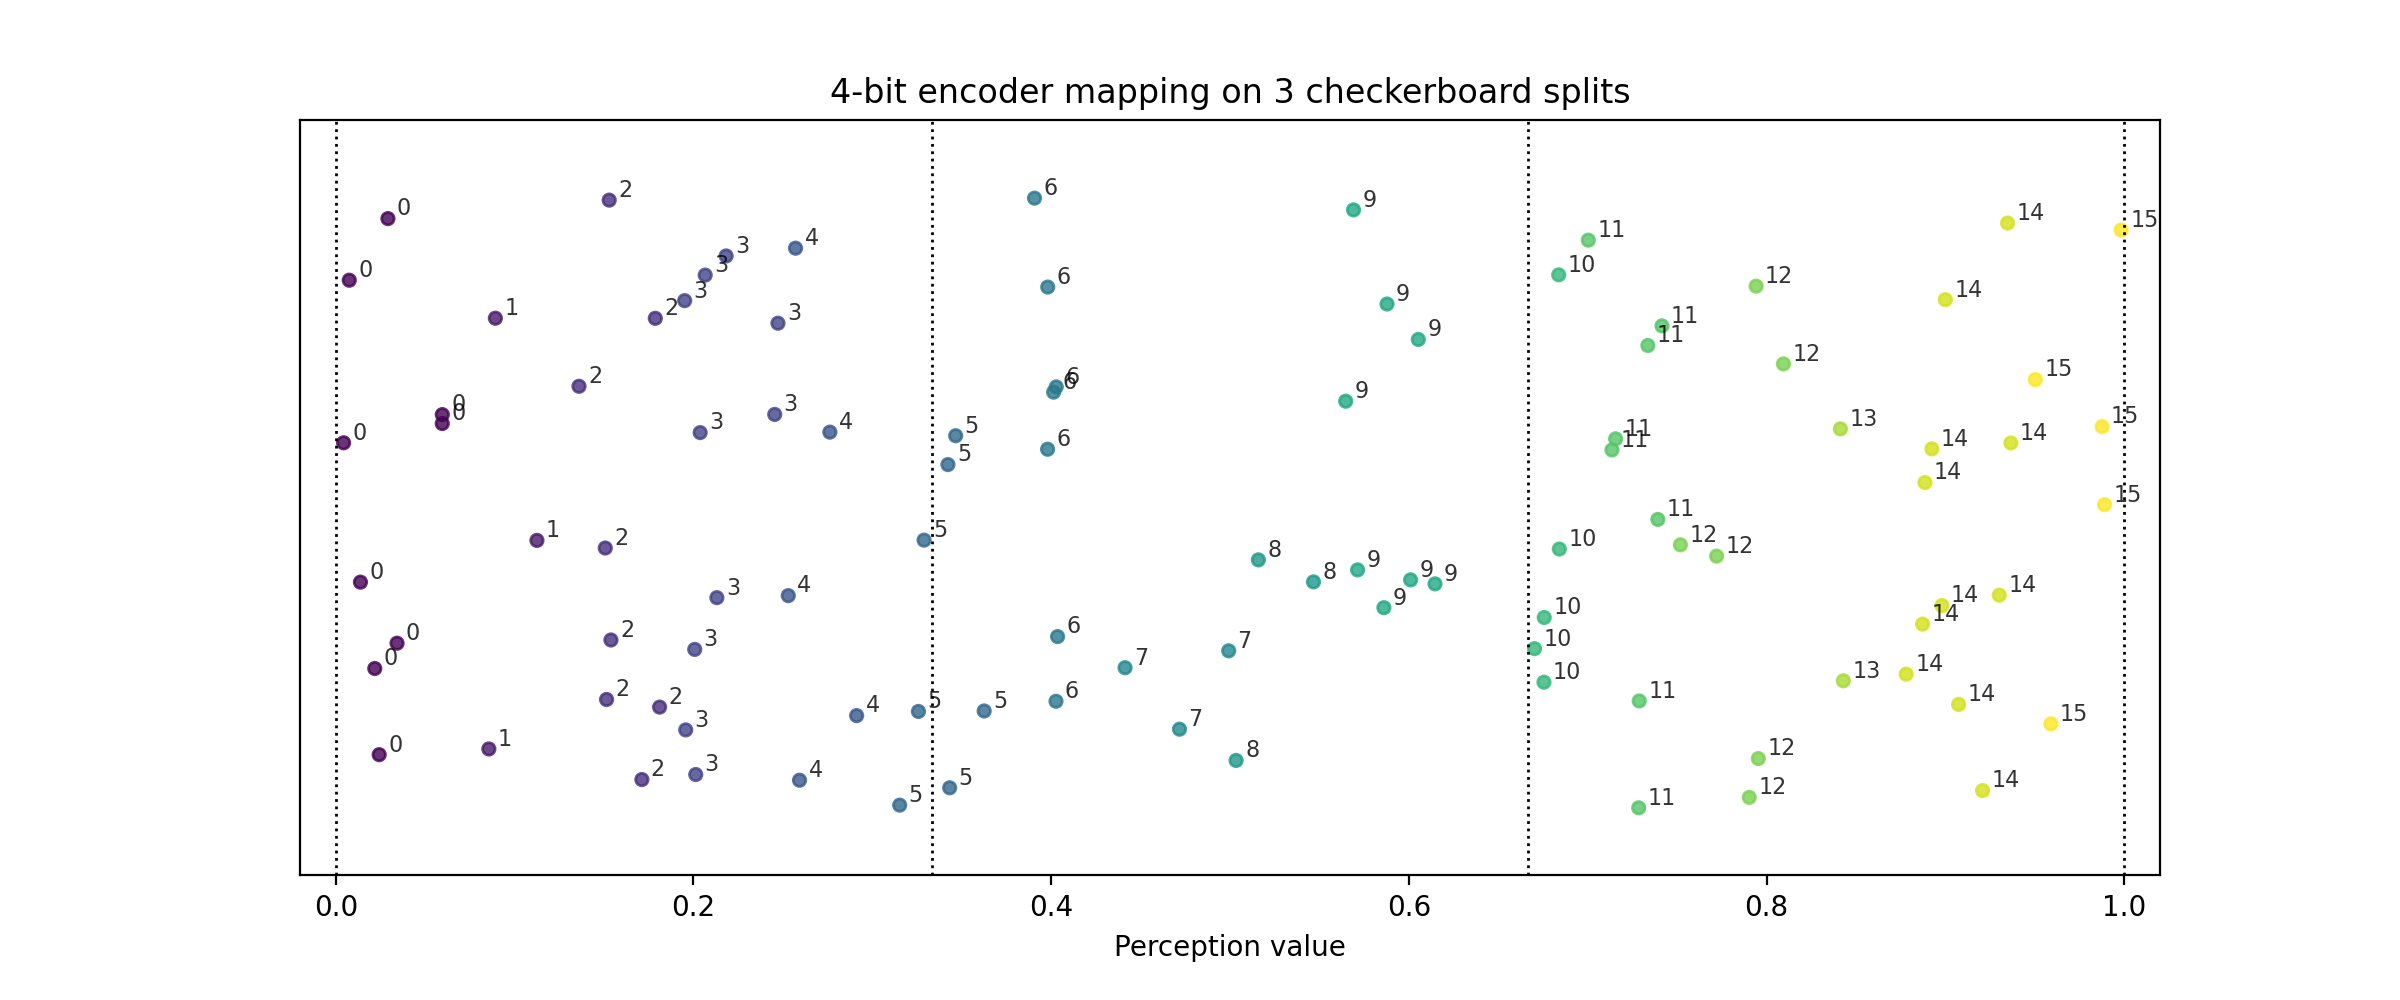 4-bit encoder mapping on 3 checkerboard splits
2 6
0 9 14
15
4 11
3
3 10
0 6 12
3 9 14
1 2 3 11
9 11
12
2 6 15
6 9
0 3
0 3 4 13 15
0 5 11 14 14
5 6 11
14
15
11
1 2 5 12
10 12
8
0 8 9 9 9
3 4 14 14
9 10 14
0 2 6
3 7 10
0 7 14
2 10 13
2 5 6 11 14
4 5 15
3 7
0 1 8 12
2 3 4
5 12 14
5 11
0.0 0.2 0.4 0.6 0.8 1.0
Perception value